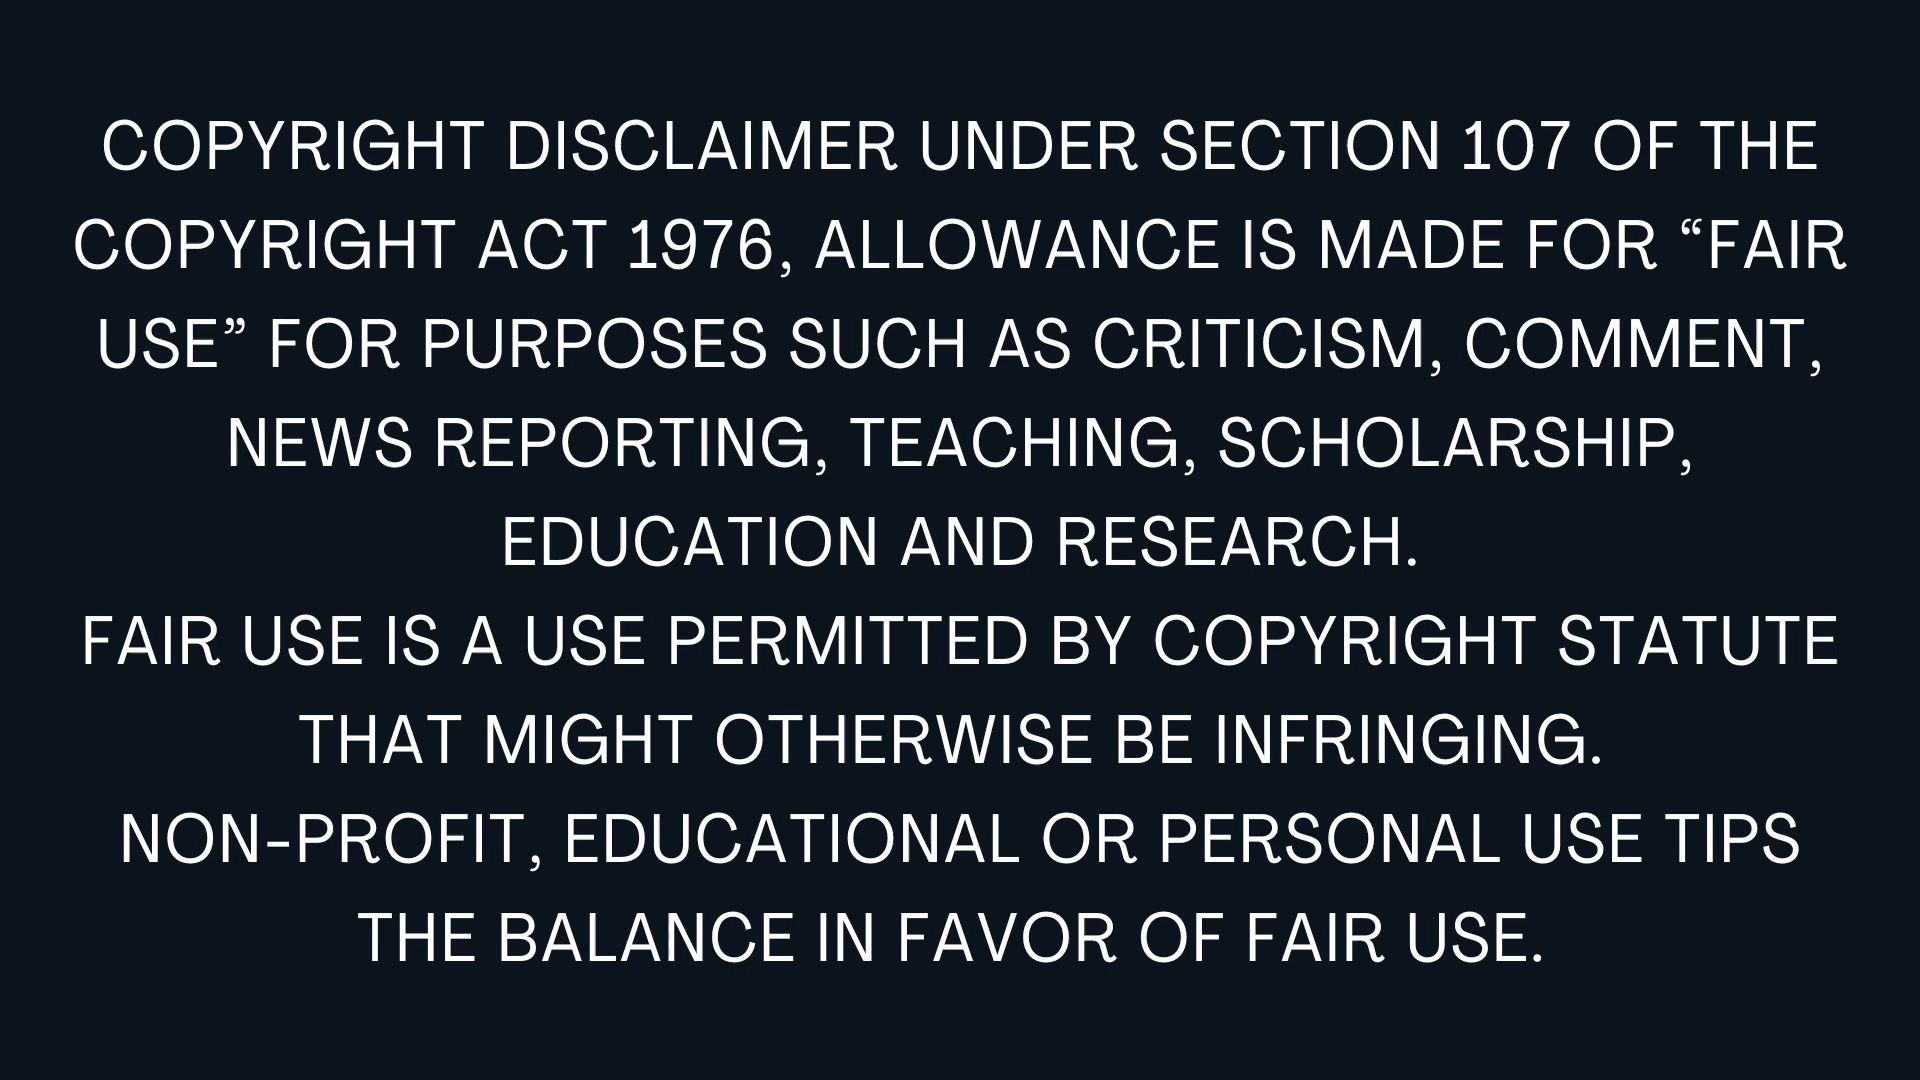 COPYRIGHT DISCLAIMER UNDER SECTION 107 OF THE
COPYRIGHT ACT 1976, ALLOWANCE IS MADE FOR “FAIR
USE” FOR PURPOSES SUCH AS CRITICISM, COMMENT,
NEWS REPORTING, TEACHING, SCHOLARSHIP,
EDUCATION AND RESEARCH.
FAIR USE IS A USE PERMITTED BY COPYRIGHT STATUTE
THAT MIGHT OTHERWISE BE INFRINGING.
NON-PROFIT, EDUCATIONAL OR PERSONAL USE TIPS
THE BALANCE IN FAVOR OF FAIR USE.